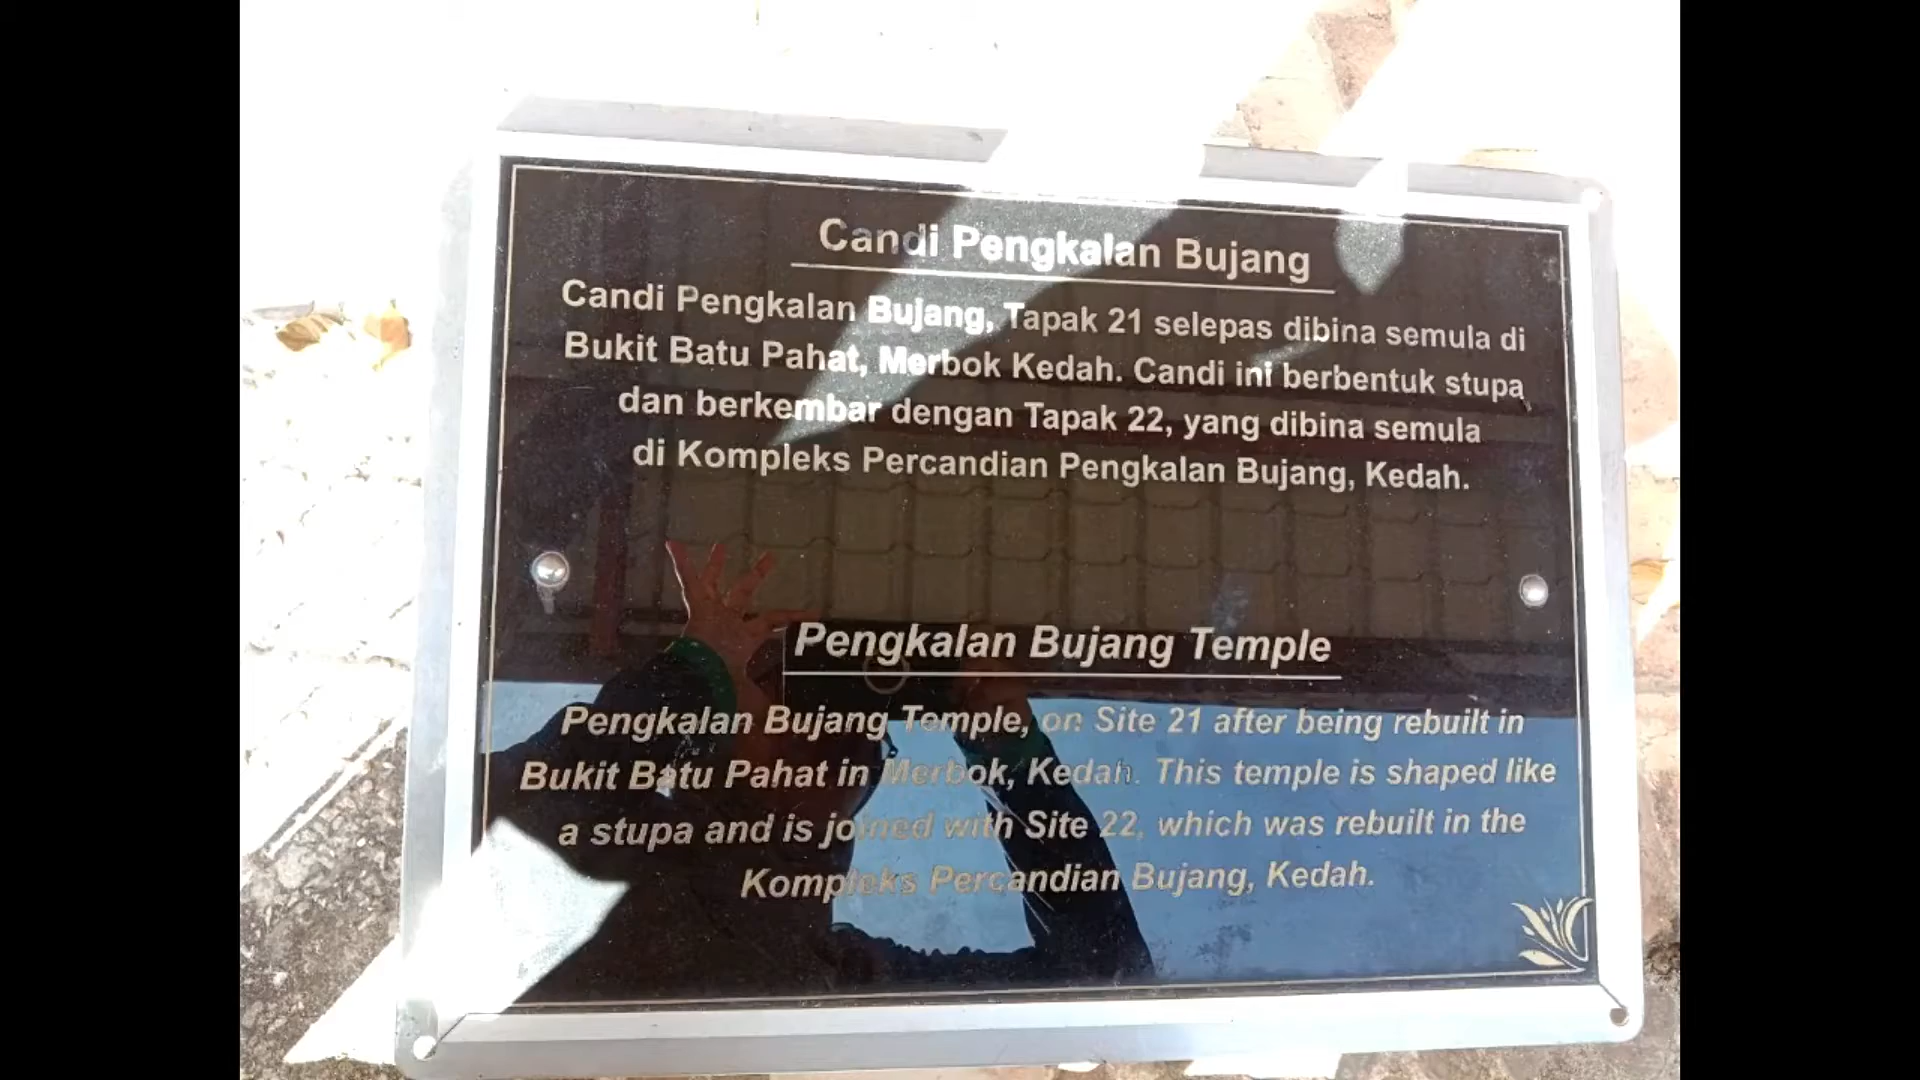 Candi Pengkalan Bujang
Candi Pengkalan Bujang, Tapak 21 selepas dibina semula di
Bukit Batu Pahat, Merbok Kedah. Candi ini berbentuk stupa
dan berkembar dengan Tapak 22, yang dibina semula
di Kompleks Percandian Pengkalan Bujang, Kedah.
Pengkalan Bujang Temple
Pengkalan Bujang Temple, on Site 21 after being rebuilt in
Bukit Batu Pahat in Merbok, Kedah. This temple is shaped like
a stupa and is joined with Site 22, which was rebuilt in the
Kompleks Percandian Bujang, Kedah.